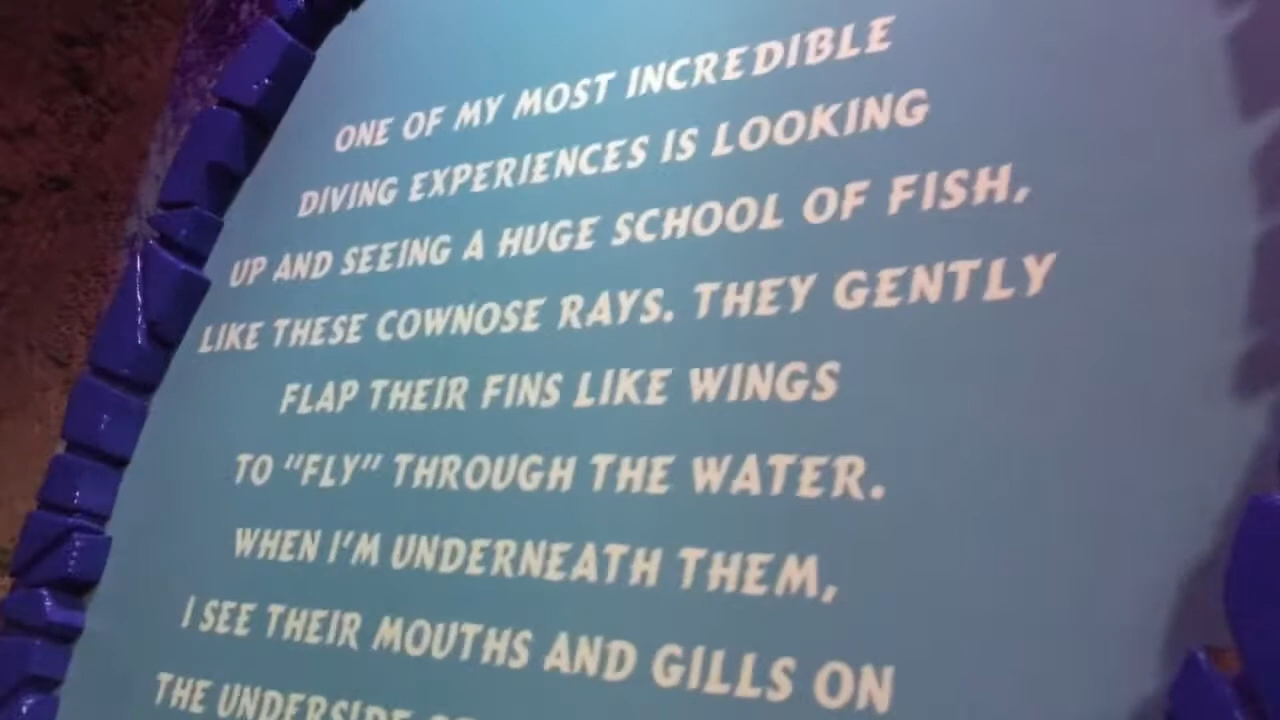 ONE OF MY MOST INCREDIBLE
DIVING EXPERIENCES IS LOOKING
UP AND SEEING A HUGE SCHOOL OF FISH,
LIKE THESE COWNOSE RAYS. THEY GENTLY
FLAP THEIR FINS LIKE WINGS
TO "FLY" THROUGH THE WATER.
WHEN I'M UNDERNEATH THEM,
I SEE THEIR MOUTHS AND GILLS ON
THE UNDERSIDE